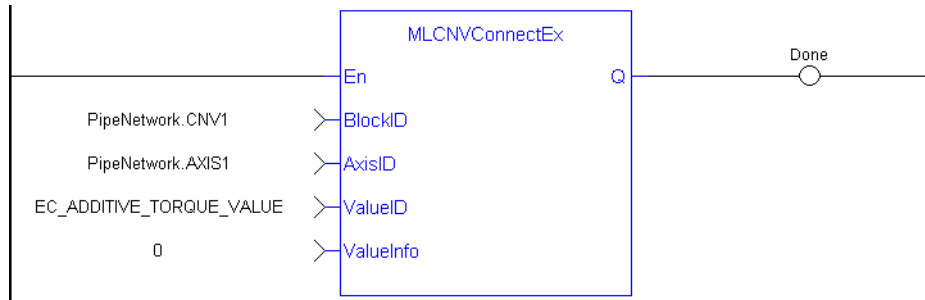 MLCNVConnectEx
Done
En
Q
PipeNetwork.CNV1
BlockID
PipeNetwork.AXIS1
AxisID
EC_ADDITIVE_TORQUE_VALUE
ValueID
0
ValueInfo